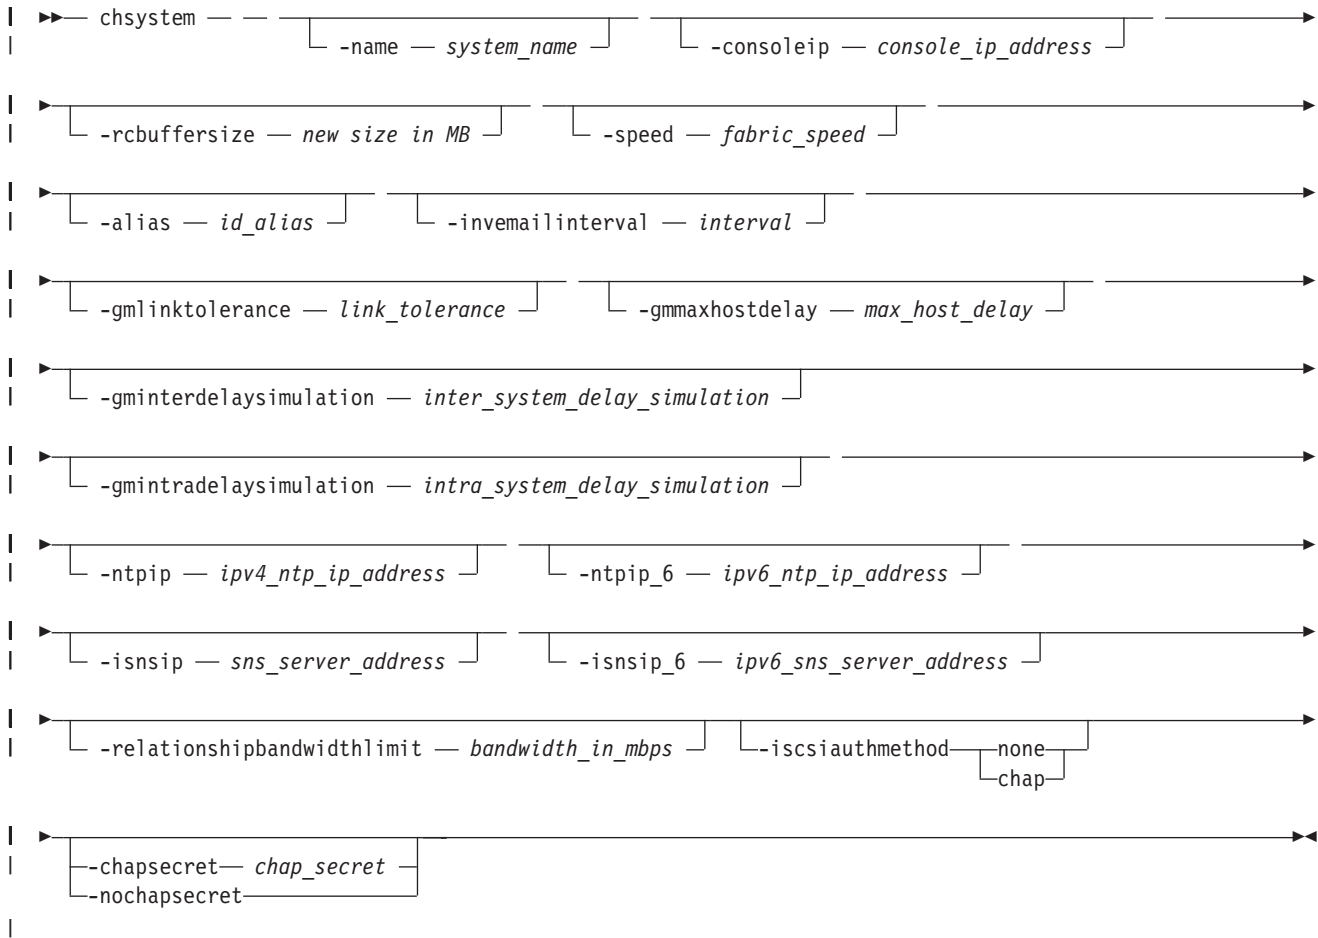 chsystem
-name system_name -consoleip console_ip_address
-rcbuffersize new size in MB -speed fabric_speed
-alias id_alias -invemailinterval interval
-gmlinktolerance link_tolerance -gmmaxhostdelay max_host_delay
-gminterdelaysimulation inter_system_delay_simulation
-gmintradelaysimulation intra_system_delay_simulation
-ntpip ipv4_ntp_ip_address -ntpip_6 ipv6_ntp_ip_address
-isnsip sns_server_address -isnsip_6 ipv6_sns_server_address
-relationshipbandwidthlimit bandwidth_in_mbps -iscsiauthmethod none
chap
-chapsecret chap_secret
-nochapsecret